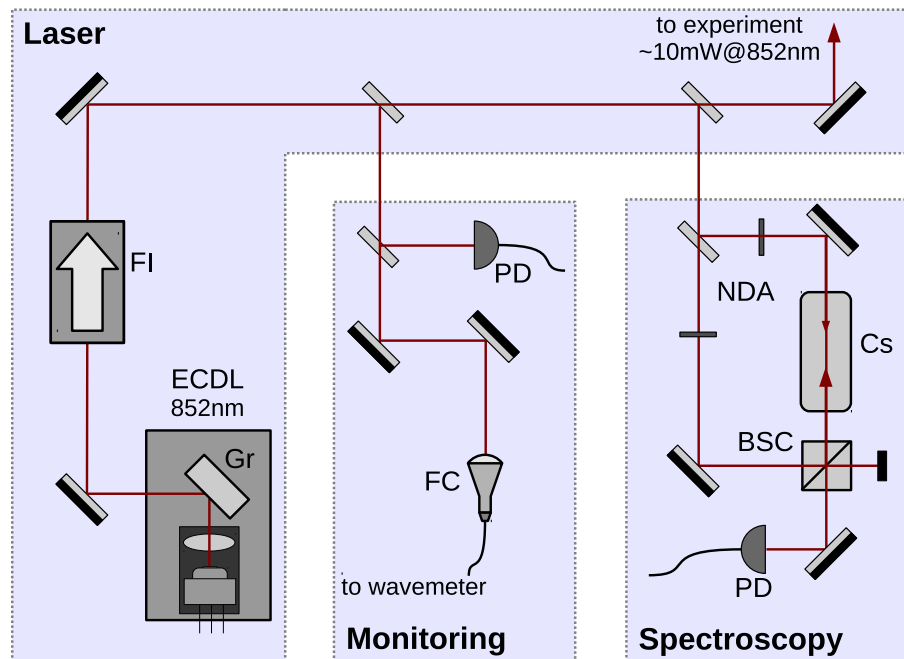 Laser
to experiment
~10mW@852nm
FI
PD
NDA
Cs
ECDL
852nm
Gr
FC
BSC
to wavemeter
PD
Monitoring
Spectroscopy